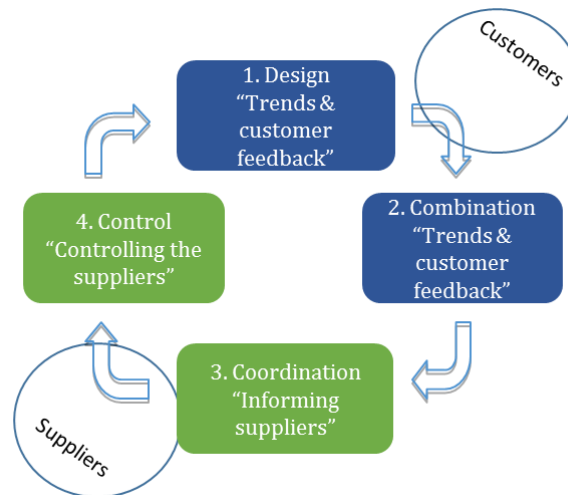 Customers
1. Design
“Trends &
customer
feedback”
2. Combination
“Trends &
customer
feedback”
3. Coordination
“Informing
suppliers”
4. Control
“Controlling the
suppliers”
Suppliers